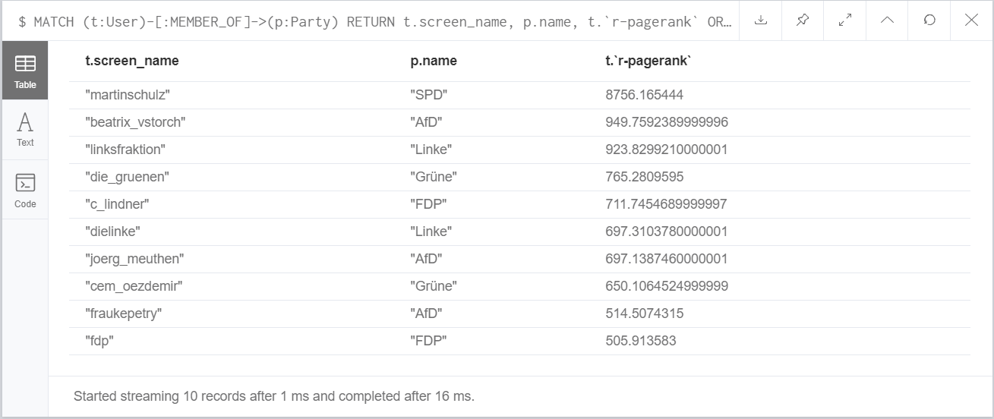 $ MATCH (t:User)-[:MEMBER_OF]->(p:Party) RETURN t.screen_name, p.name, t.`r-pagerank` OR…
Table
Text
Code
t.screen_name p.name t.`r-pagerank`
"martinschulz" "SPD" 8756.165444
"beatrix_vstorch" "AfD" 949.7592389999996
"linksfraktion" "Linke" 923.8299210000001
"die_gruenen" "Grüne" 765.2809595
"c_lindner" "FDP" 711.7454689999997
"dielinke" "Linke" 697.3103780000001
"joerg_meuthen" "AfD" 697.1387460000001
"cem_oezdemir" "Grüne" 650.1064524999999
"fraukepetry" "AfD" 514.5074315
"fdp" "FDP" 505.913583
Started streaming 10 records after 1 ms and completed after 16 ms.